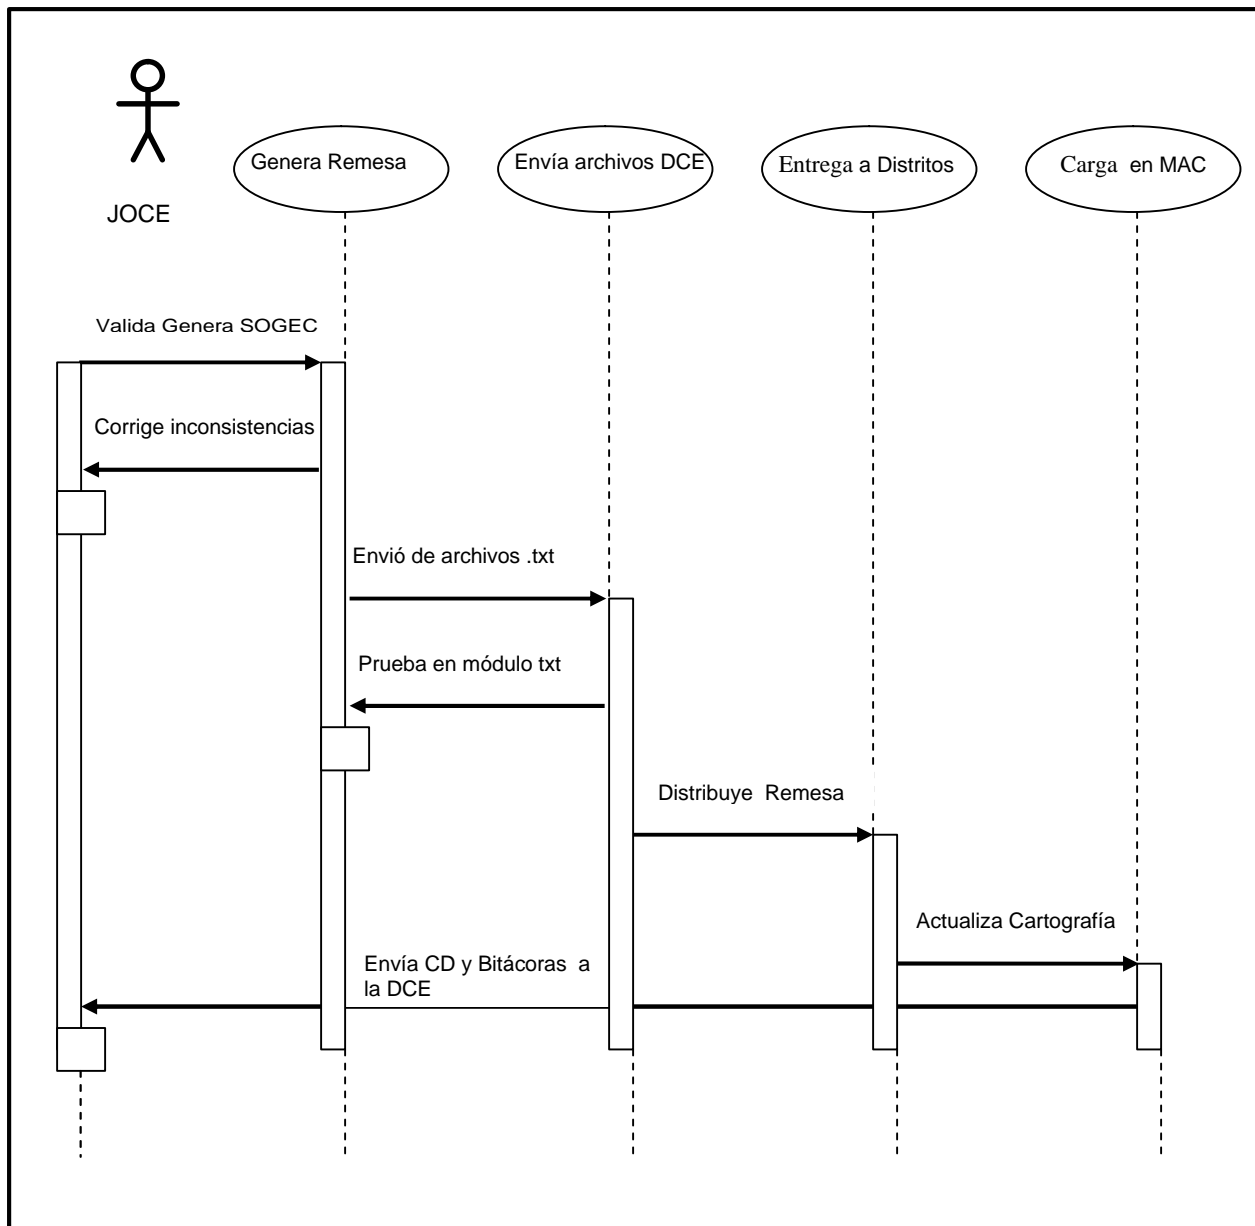 JOCE
Genera Remesa
Envía archivos DCE
Entrega a Distritos
Carga en MAC
Valida Genera SOGEC
Corrige inconsistencias
Envió de archivos .txt
Prueba en módulo txt
Distribuye Remesa
Actualiza Cartografía
Envía CD y Bitácoras a
la DCE